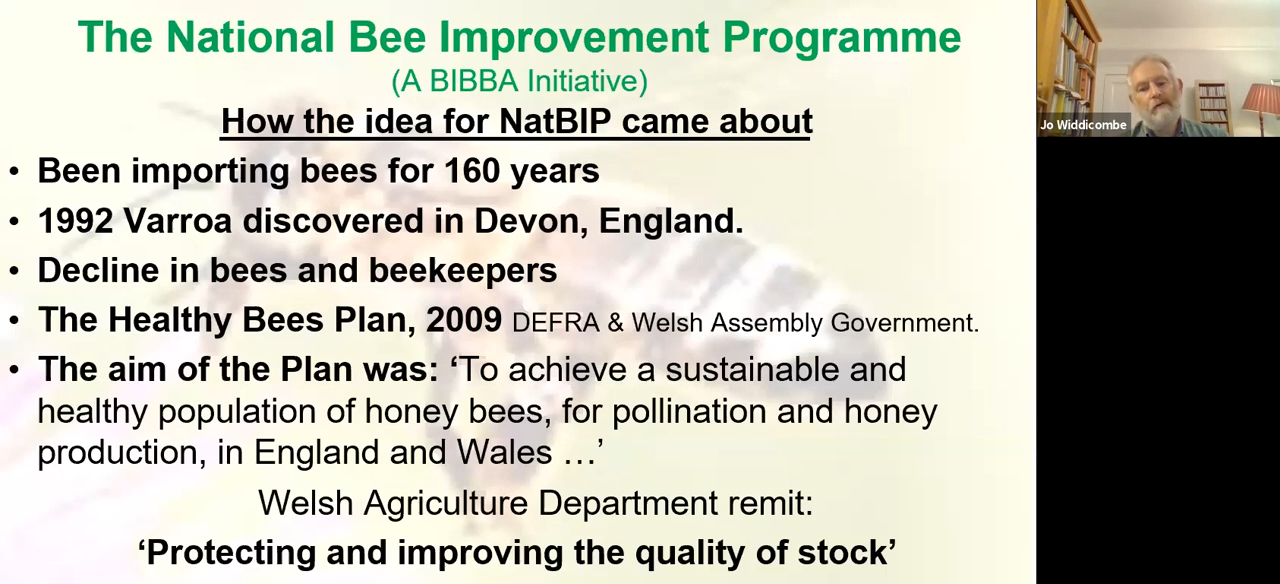 The National Bee Improvement Programme
(A BIBBA Initiative)
How the idea for NatBIP came about
• Been importing bees for 160 years
• 1992 Varroa discovered in Devon, England.
• Decline in bees and beekeepers
• The Healthy Bees Plan, 2009 DEFRA & Welsh Assembly Government.
• The aim of the Plan was: ‘To achieve a sustainable and
healthy population of honey bees, for pollination and honey
production, in England and Wales …’
Welsh Agriculture Department remit:
‘Protecting and improving the quality of stock’
Jo Widdicombe